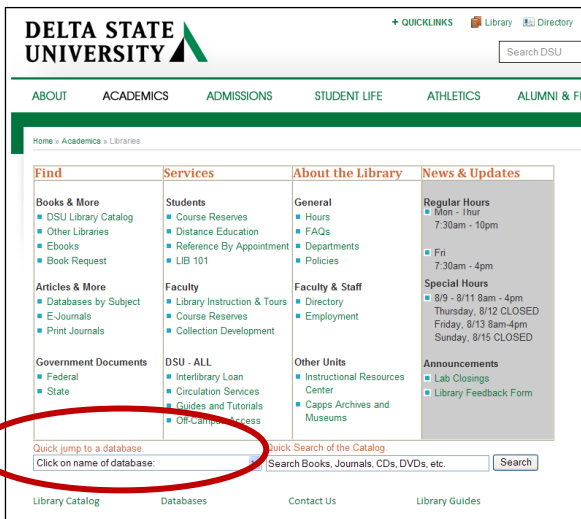 DELTA STATE
UNIVERSITY
+ QUICKLINKS Library Directory
Search DSU
ABOUT ACADEMICS ADMISSIONS STUDENT LIFE ATHLETICS ALUMNI & F
Home » Academics » Libraries
Find
Books & More
DSU Library Catalog
Other Libraries
Ebooks
Book Request
Articles & More
Databases by Subject
E-Journals
Print Journals
Government Documents
Federal
State
Services
Students
Course Reserves
Distance Education
Reference By Appointment
LIB 101
Faculty
Library Instruction & Tours
Course Reserves
Collection Development
DSU - ALL
Interlibrary Loan
Circulation Services
Guides and Tutorials
Off-Campus Access
About the Library
General
Hours
FAQs
Departments
Policies
Faculty & Staff
Directory
Employment
Other Units
Instructional Resources
Center
Capps Archives and
Museums
News & Updates
Regular Hours
Mon - Thur
7:30am - 10pm
Fri
7:30am - 4pm
Special Hours
8/9 - 8/11 8am - 4pm
Thursday, 8/12 CLOSED
Friday, 8/13 8am-4pm
Sunday, 8/15 CLOSED
Announcements
Lab Closings
Library Feedback Form
Quick jump to a database.
Click on name of database:
Quick Search of the Catalog.
Search Books, Journals, CDs, DVDs, etc. Search
Library Catalog Databases Contact Us Library Guides